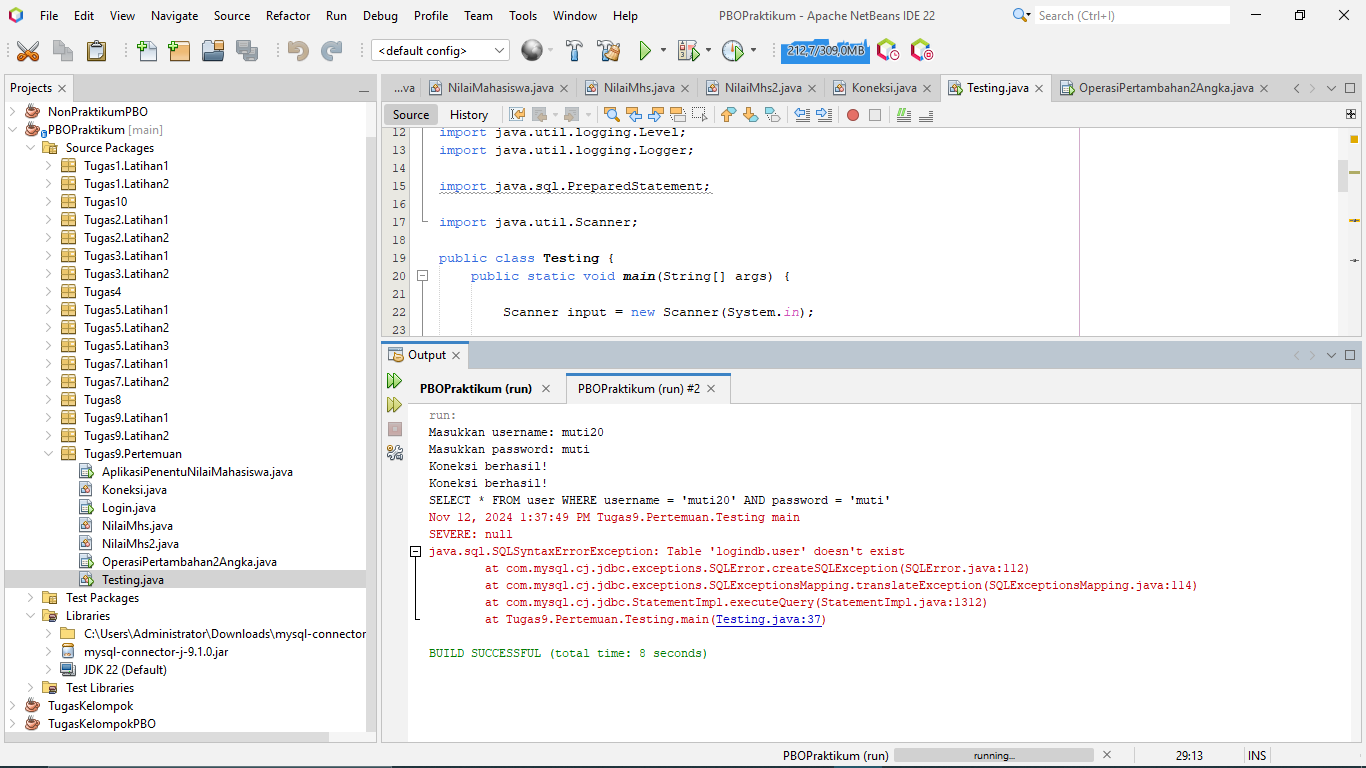 File Edit View Navigate Source Refactor Run Debug Profile Team Tools Window Help PBOPraktikum - Apache NetBeans IDE 22 Search (Ctrl+I)
<default config> 212,7/309,0MB
Projects
NonPraktikumPBO
PBOPraktikum [main]
Source Packages
Tugas1.Latihan1
Tugas1.Latihan2
Tugas10
Tugas2.Latihan1
Tugas2.Latihan2
Tugas3.Latihan1
Tugas3.Latihan2
Tugas4
Tugas5.Latihan1
Tugas5.Latihan2
Tugas5.Latihan3
Tugas7.Latihan1
Tugas7.Latihan2
Tugas8
Tugas9.Latihan1
Tugas9.Latihan2
Tugas9.Pertemuan
AplikasiPenentuNilaiMahasiswa.java
Koneksi.java
Login.java
NilaiMhs.java
NilaiMhs2.java
OperasiPertambahan2Angka.java
Testing.java
Test Packages
Libraries
C:\Users\Administrator\Downloads\mysql-connector
mysql-connector-j-9.1.0.jar
JDK 22 (Default)
Test Libraries
TugasKelompok
TugasKelompokPBO
...va NilaiMahasiswa.java NilaiMhs.java NilaiMhs2.java Koneksi.java Testing.java OperasiPertambahan2Angka.java
Source History
12 import java.util.logging.Level;
13 import java.util.logging.Logger;
14
15 import java.sql.PreparedStatement;
16
17 import java.util.Scanner;
18
19 public class Testing {
20 public static void main(String[] args) {
21
22 Scanner input = new Scanner(System.in);
23
Output
PBOPraktikum (run) PBOPraktikum (run) #2
run:
Masukkan username: muti20
Masukkan password: muti
Koneksi berhasil!
Koneksi berhasil!
SELECT * FROM user WHERE username = 'muti20' AND password = 'muti'
Nov 12, 2024 1:37:49 PM Tugas9.Pertemuan.Testing main
SEVERE: null
java.sql.SQLSyntaxErrorException: Table 'logindb.user' doesn't exist
at com.mysql.cj.jdbc.exceptions.SQLError.createSQLException(SQLError.java:112)
at com.mysql.cj.jdbc.exceptions.SQLExceptionsMapping.translateException(SQLExceptionsMapping.java:114)
at com.mysql.cj.jdbc.StatementImpl.executeQuery(StatementImpl.java:1312)
at Tugas9.Pertemuan.Testing.main(Testing.java:37)
BUILD SUCCESSFUL (total time: 8 seconds)
PBOPraktikum (run) running... 29:13 INS